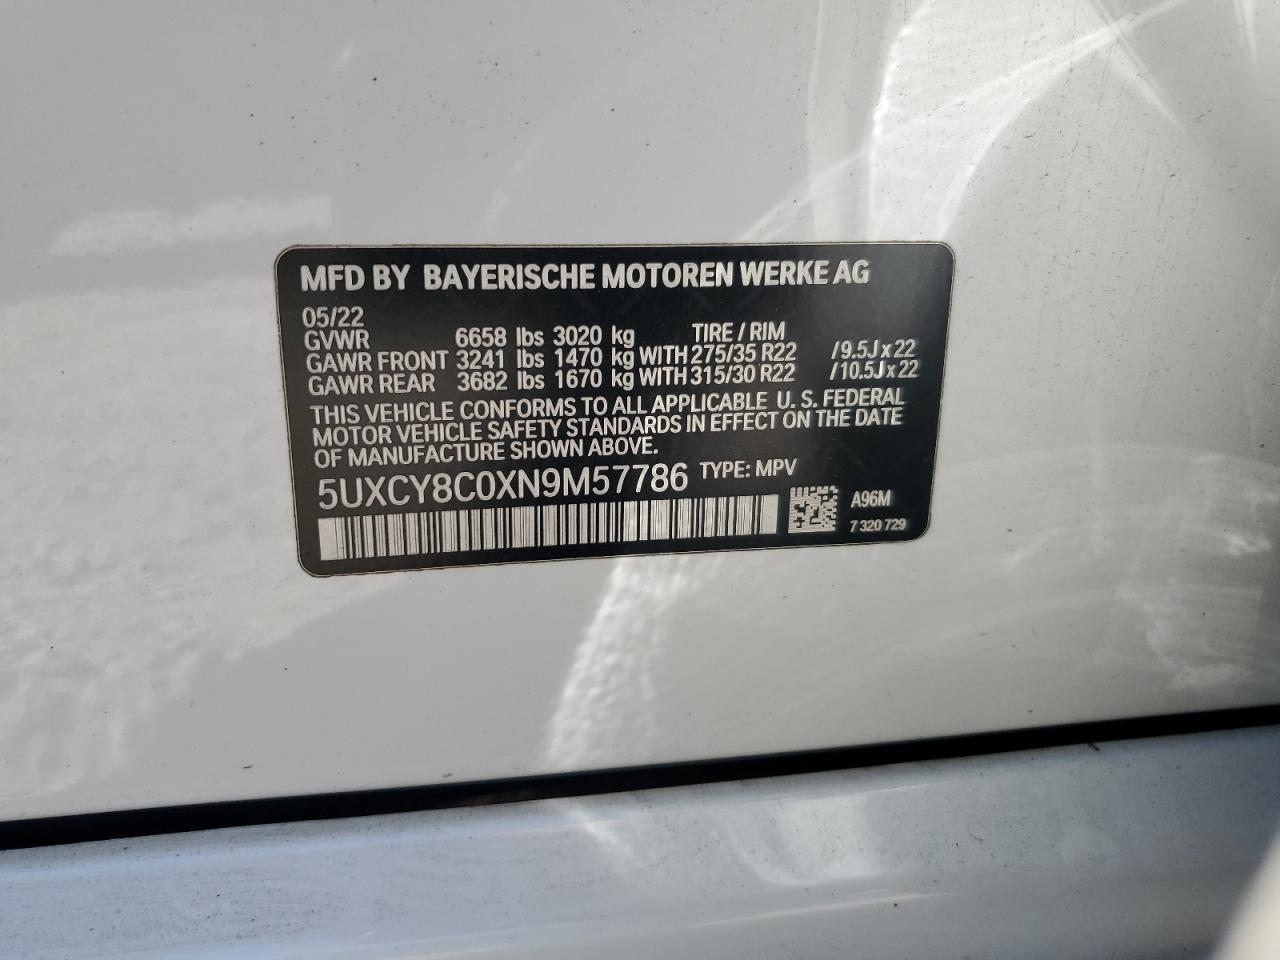 MFD BY BAYERISCHE MOTOREN WERKE AG
05/22
GVWR 6658 lbs 3020 kg TIRE / RIM
GAWR FRONT 3241 lbs 1470 kg WITH 275/35 R22 /9.5J x 22
GAWR REAR 3682 lbs 1670 kg WITH 315/30 R22 /10.5J x 22
THIS VEHICLE CONFORMS TO ALL APPLICABLE U. S. FEDERAL
MOTOR VEHICLE SAFETY STANDARDS IN EFFECT ON THE DATE
OF MANUFACTURE SHOWN ABOVE.
5UXCY8C0XN9M57786 TYPE: MPV
A96M
7 320 729